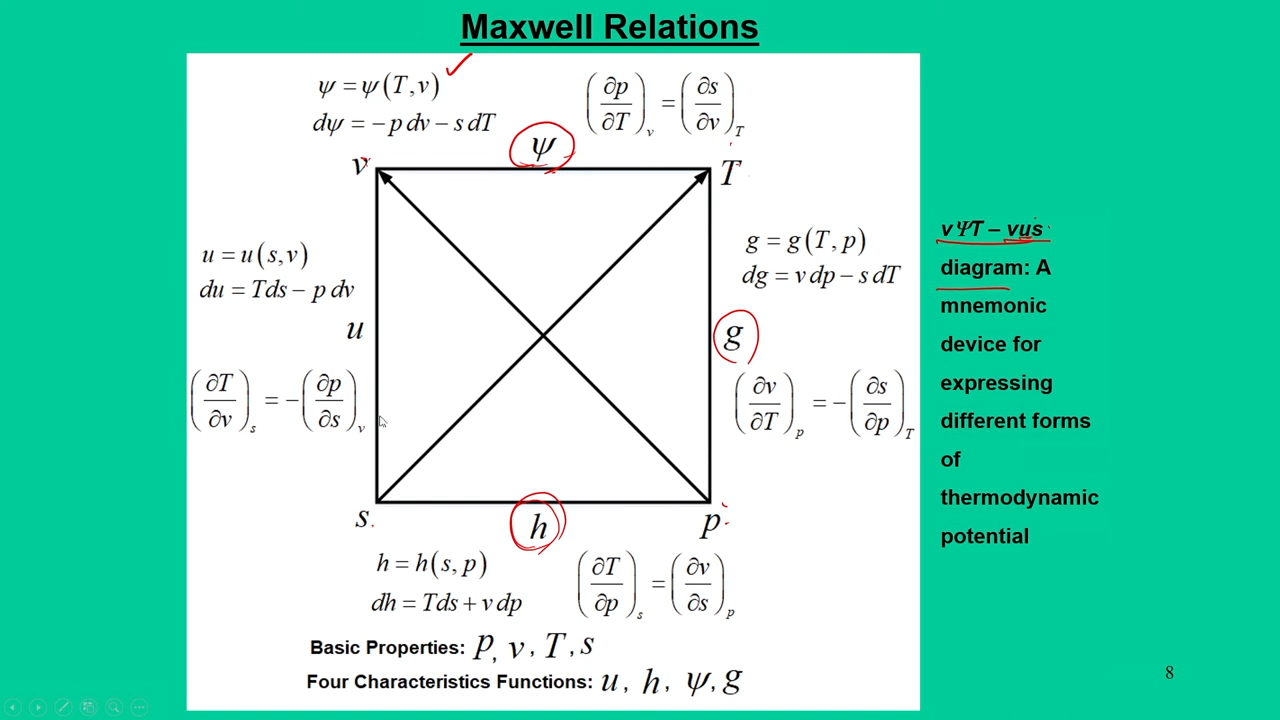 Maxwell Relations
ψ = ψ(T, v)
dψ = −p dv − s dT
(∂p/∂T)_v = (∂s/∂v)_T
v
ψ
T
u = u(s, v)
du = Tds − p dv
u
(∂T/∂v)_s = −(∂p/∂s)_v
g = g(T, p)
dg = v dp − s dT
g
(∂v/∂T)_p = −(∂s/∂p)_T
s
h
p
h = h(s, p)
dh = Tds + v dp
(∂T/∂p)_s = (∂v/∂s)_p
Basic Properties: p, v, T, s
Four Characteristics Functions: u, h, ψ, g
vΨT – vus
diagram: A
mnemonic
device for
expressing
different forms
of
thermodynamic
potential
8